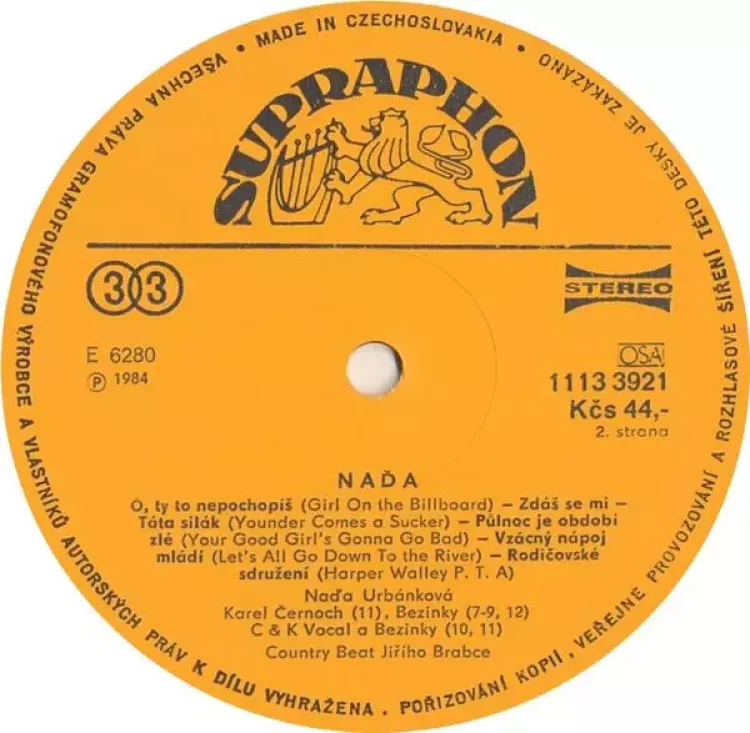 VŠECHNA PRÁVA GRAMOFONOVÉHO VÝROBCE A VLASTNÍKŮ AUTORSKÝCH PRÁV K DÍLU VYHRAŽENA . POŘIZOVÁNÍ KOPIÍ , VEŘEJNÉ PROVOZOVÁNÍ A ROZHLASOVÉ ŠÍŘENÍ TÉTO DESKY JE ZAKÁZÁNO
• MADE IN CZECHOSLOVAKIA •
SUPRAPHON
33
STEREO
E 6280
Ⓟ 1984
OSA
1113 3921
Kčs 44,-
2. strana
NAĎA
Ó, ty to nepochopíš (Girl On the Billboard) – Zdáš se mi –
Táta silák (Younder Comes a Sucker) – Půlnoc je období
zlé (Your Good Girl's Gonna Go Bad) – Vzácný nápoj
mládí (Let's All Go Down To the River) – Rodičovské
sdružení (Harper Walley P. T. A)
Naďa Urbánková
Karel Černoch (11), Bezinky (7-9, 12)
C & K Vocal a Bezinky (10, 11)
Country Beat Jiřího Brabce